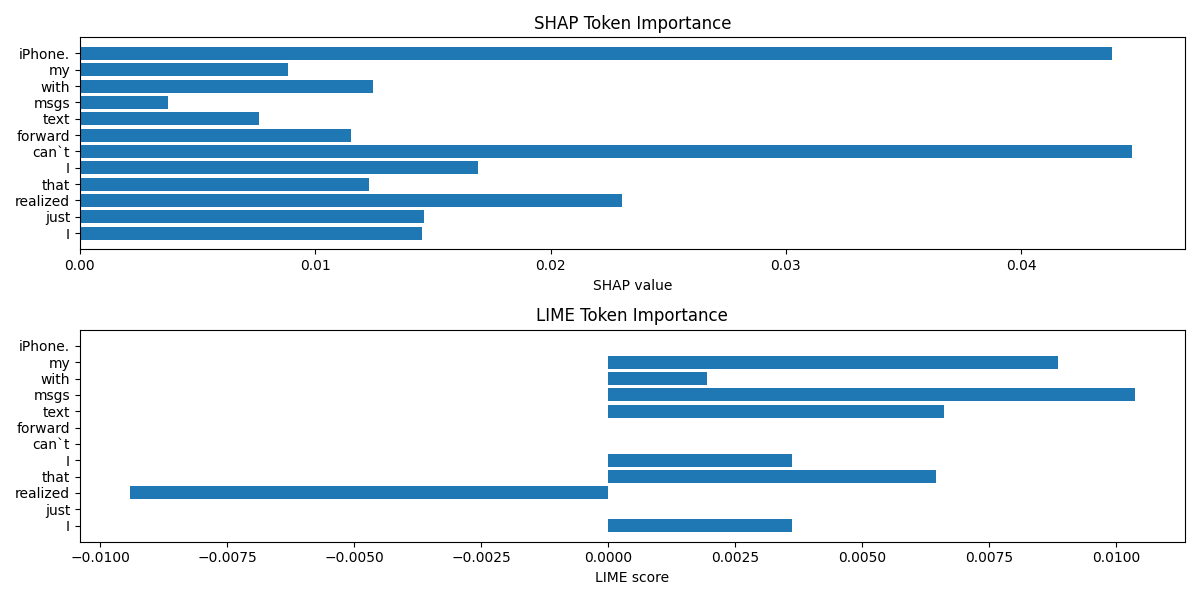 SHAP Token Importance
iPhone.
my
with
msgs
text
forward
can`t
I
that
realized
just
I
0.00 0.01 0.02 0.03 0.04
SHAP value
LIME Token Importance
iPhone.
my
with
msgs
text
forward
can`t
I
that
realized
just
I
−0.0100 −0.0075 −0.0050 −0.0025 0.0000 0.0025 0.0050 0.0075 0.0100
LIME score